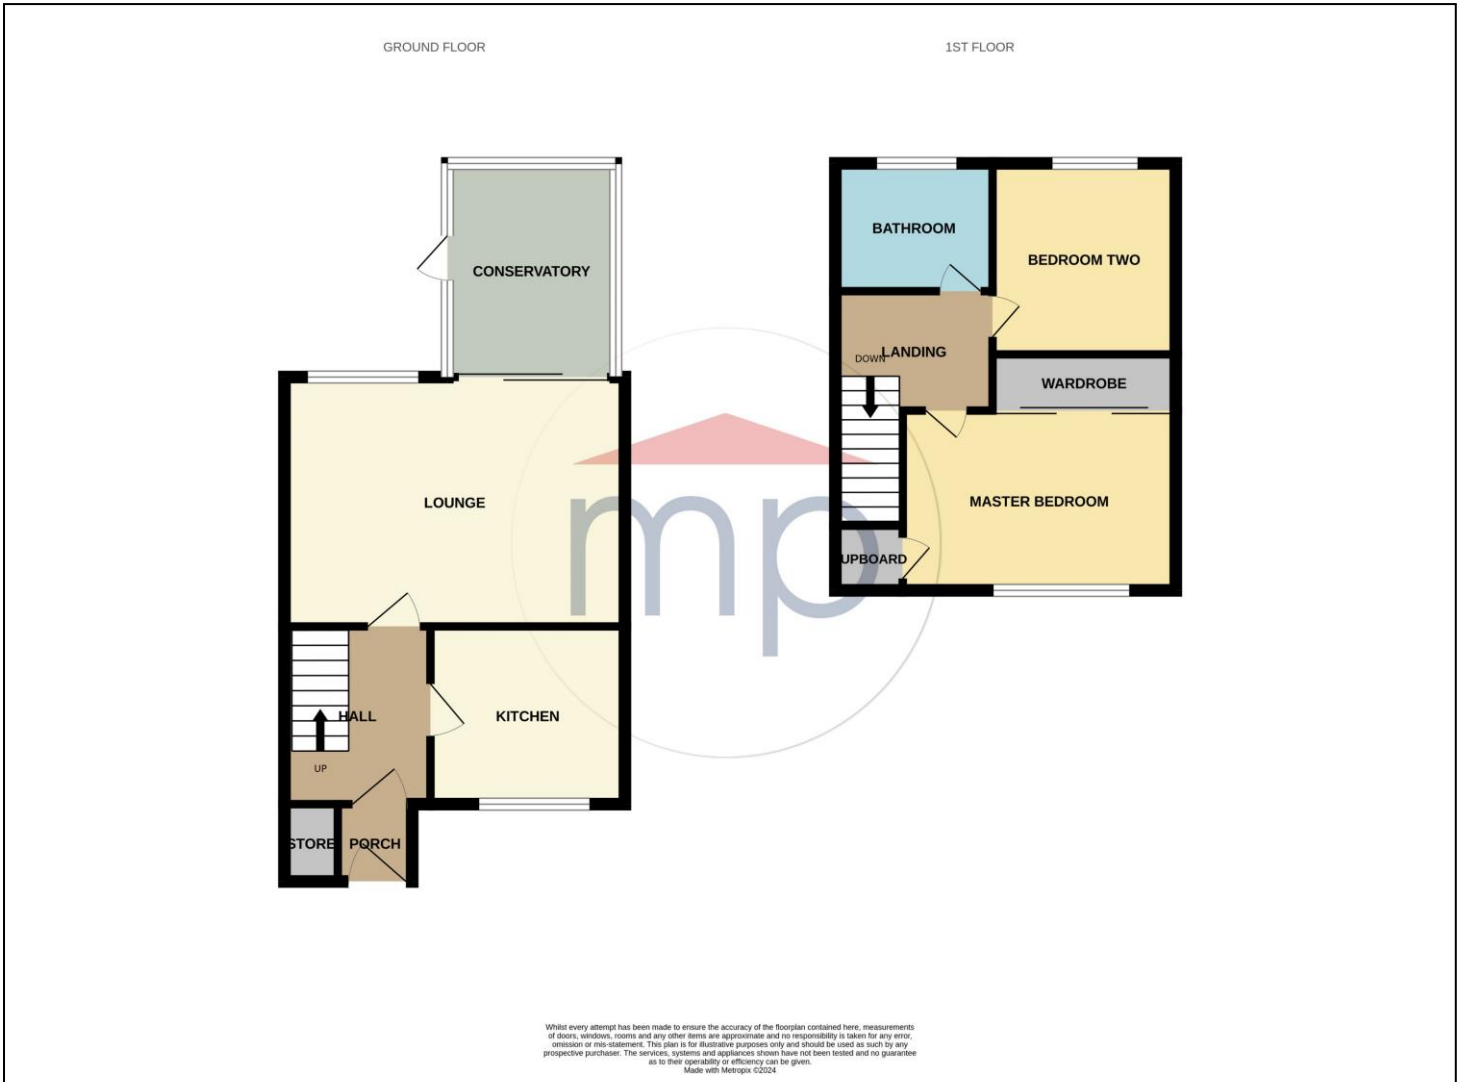 GROUND FLOOR
1ST FLOOR
CONSERVATORY
LOUNGE
HALL
KITCHEN
UP
STORE
PORCH
BATHROOM
BEDROOM TWO
LANDING
DOWN
WARDROBE
MASTER BEDROOM
UPBOARD
mp
Whilst every attempt has been made to ensure the accuracy of the floorplan contained here, measurements
of doors, windows, rooms and any other items are approximate and no responsibility is taken for any error,
omission or mis-statement. This plan is for illustrative purposes only and should be used as such by any
prospective purchaser. The services, systems and appliances shown have not been tested and no guarantee
as to their operability or efficiency can be given.
Made with Metropix ©2024